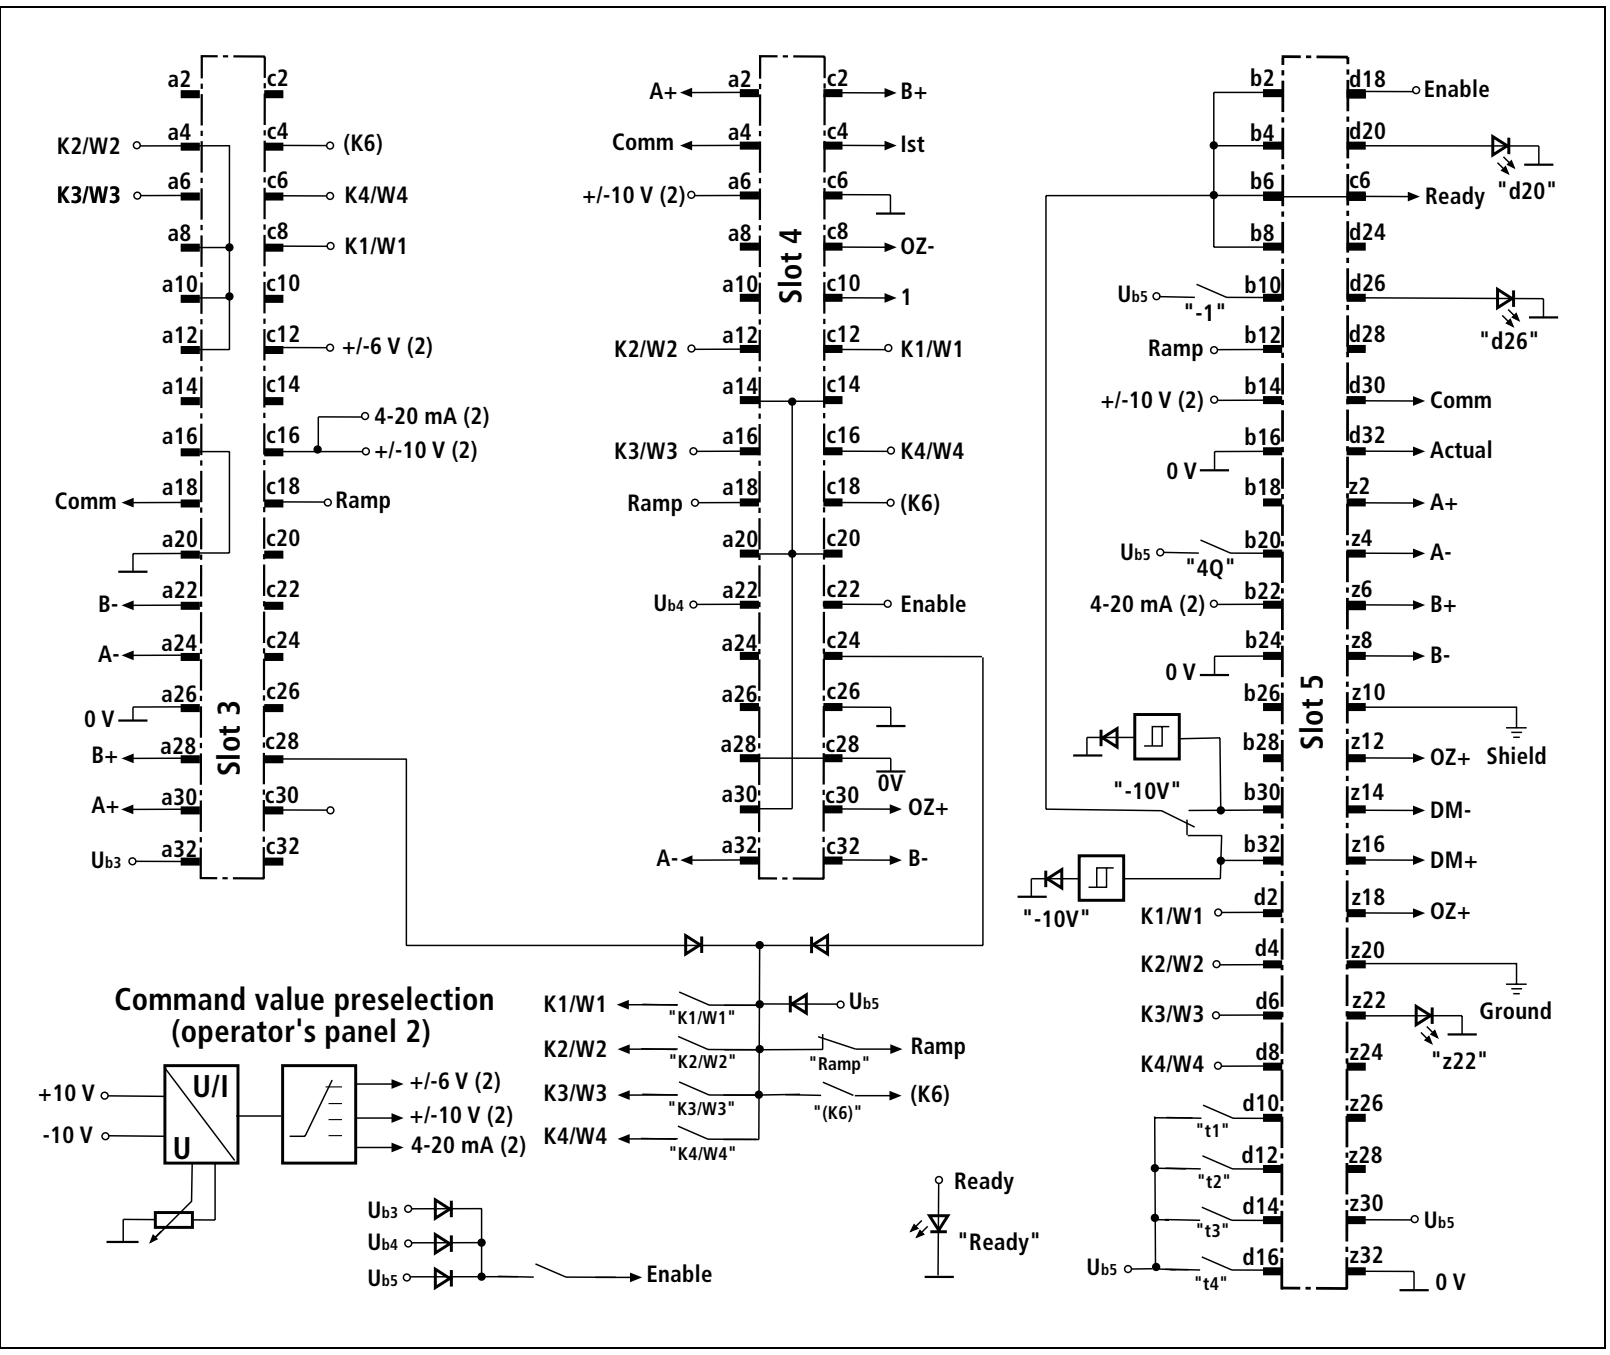 a2 c2
K2/W2 a4 c4 (K6)
K3/W3 a6 c6 K4/W4
a8 c8 K1/W1
a10 c10
a12 c12 +/-6 V (2)
a14 c14
4-20 mA (2)
a16 c16 +/-10 V (2)
Comm a18 c18 Ramp
a20 c20
B- a22 c22
A- a24 c24
0 V a26 c26
B+ a28 c28
A+ a30 c30
Ub3 a32 c32
Slot 3
A+ a2 c2 B+
Comm a4 c4 Ist
+/-10 V (2) a6 c6
a8 c8 OZ-
a10 c10 1
K2/W2 a12 c12 K1/W1
a14 c14
K3/W3 a16 c16 K4/W4
Ramp a18 c18 (K6)
a20 c20
Ub4 a22 c22 Enable
a24 c24
a26 c26
a28 c28
0V
a30 c30 OZ+
A- a32 c32 B-
Slot 4
b2 d18 Enable
b4 d20
"d20"
b6 c6 Ready
b8 d24
Ub5 "-1" b10 d26
"d26"
Ramp b12 d28
+/-10 V (2) b14 d30 Comm
0 V b16 d32 Actual
b18 z2 A+
Ub5 "4Q" b20 z4 A-
4-20 mA (2) b22 z6 B+
0 V b24 z8 B-
b26 z10
Shield
b28 z12 OZ+
"-10V"
b30 z14 DM-
b32 z16 DM+
"-10V"
K1/W1 d2 z18 OZ+
K2/W2 d4 z20
Ground
K3/W3 d6 z22
"z22"
K4/W4 d8 z24
"t1" d10 z26
"t2" d12 z28
"t3" d14 z30 Ub5
Ub5 "t4" d16 z32 0 V
Slot 5
Command value preselection
(operator's panel 2)
+10 V
-10 V
U/I
U
+/-6 V (2)
+/-10 V (2)
4-20 mA (2)
K1/W1 "K1/W1" Ub5
K2/W2 "K2/W2" "Ramp" Ramp
K3/W3 "K3/W3" "(K6)" (K6)
K4/W4 "K4/W4"
Ub3
Ub4
Ub5 Enable
Ready
"Ready"